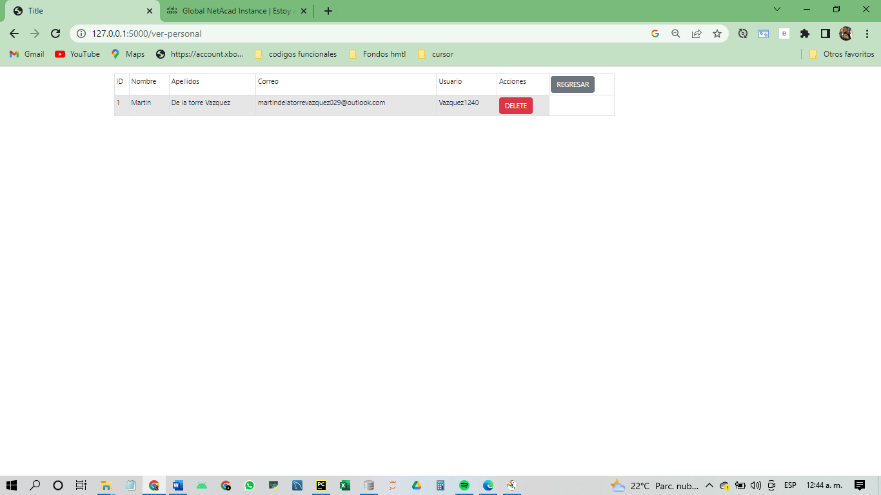 Title
Global NetAcad Instance | Estoy
127.0.0.1:5000/ver-personal
Gmail YouTube Maps https://account.xbo... codigos funcionales Fondos hmtl cursor Otros favoritos
ID Nombre Apellidos Correo Usuario Acciones REGRESAR
1 Martin De la torre Vazquez martindelatorrevazquez029@outlook.com Vazquez1240 DELETE
22°C Parc. nub... ESP 12:44 a. m.